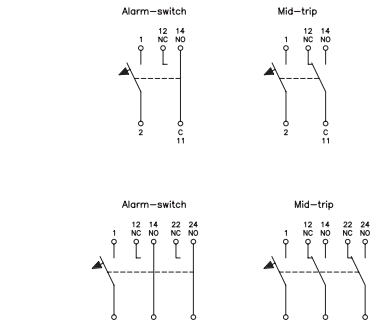 Alarm-switch Mid-trip
12 14 12 14
1 NC NO 1 NC NO
2 C 2 C
11 11
Alarm-switch Mid-trip
12 14 22 24 12 14 22 24
1 NC NO NC NO 1 NC NO NC NO